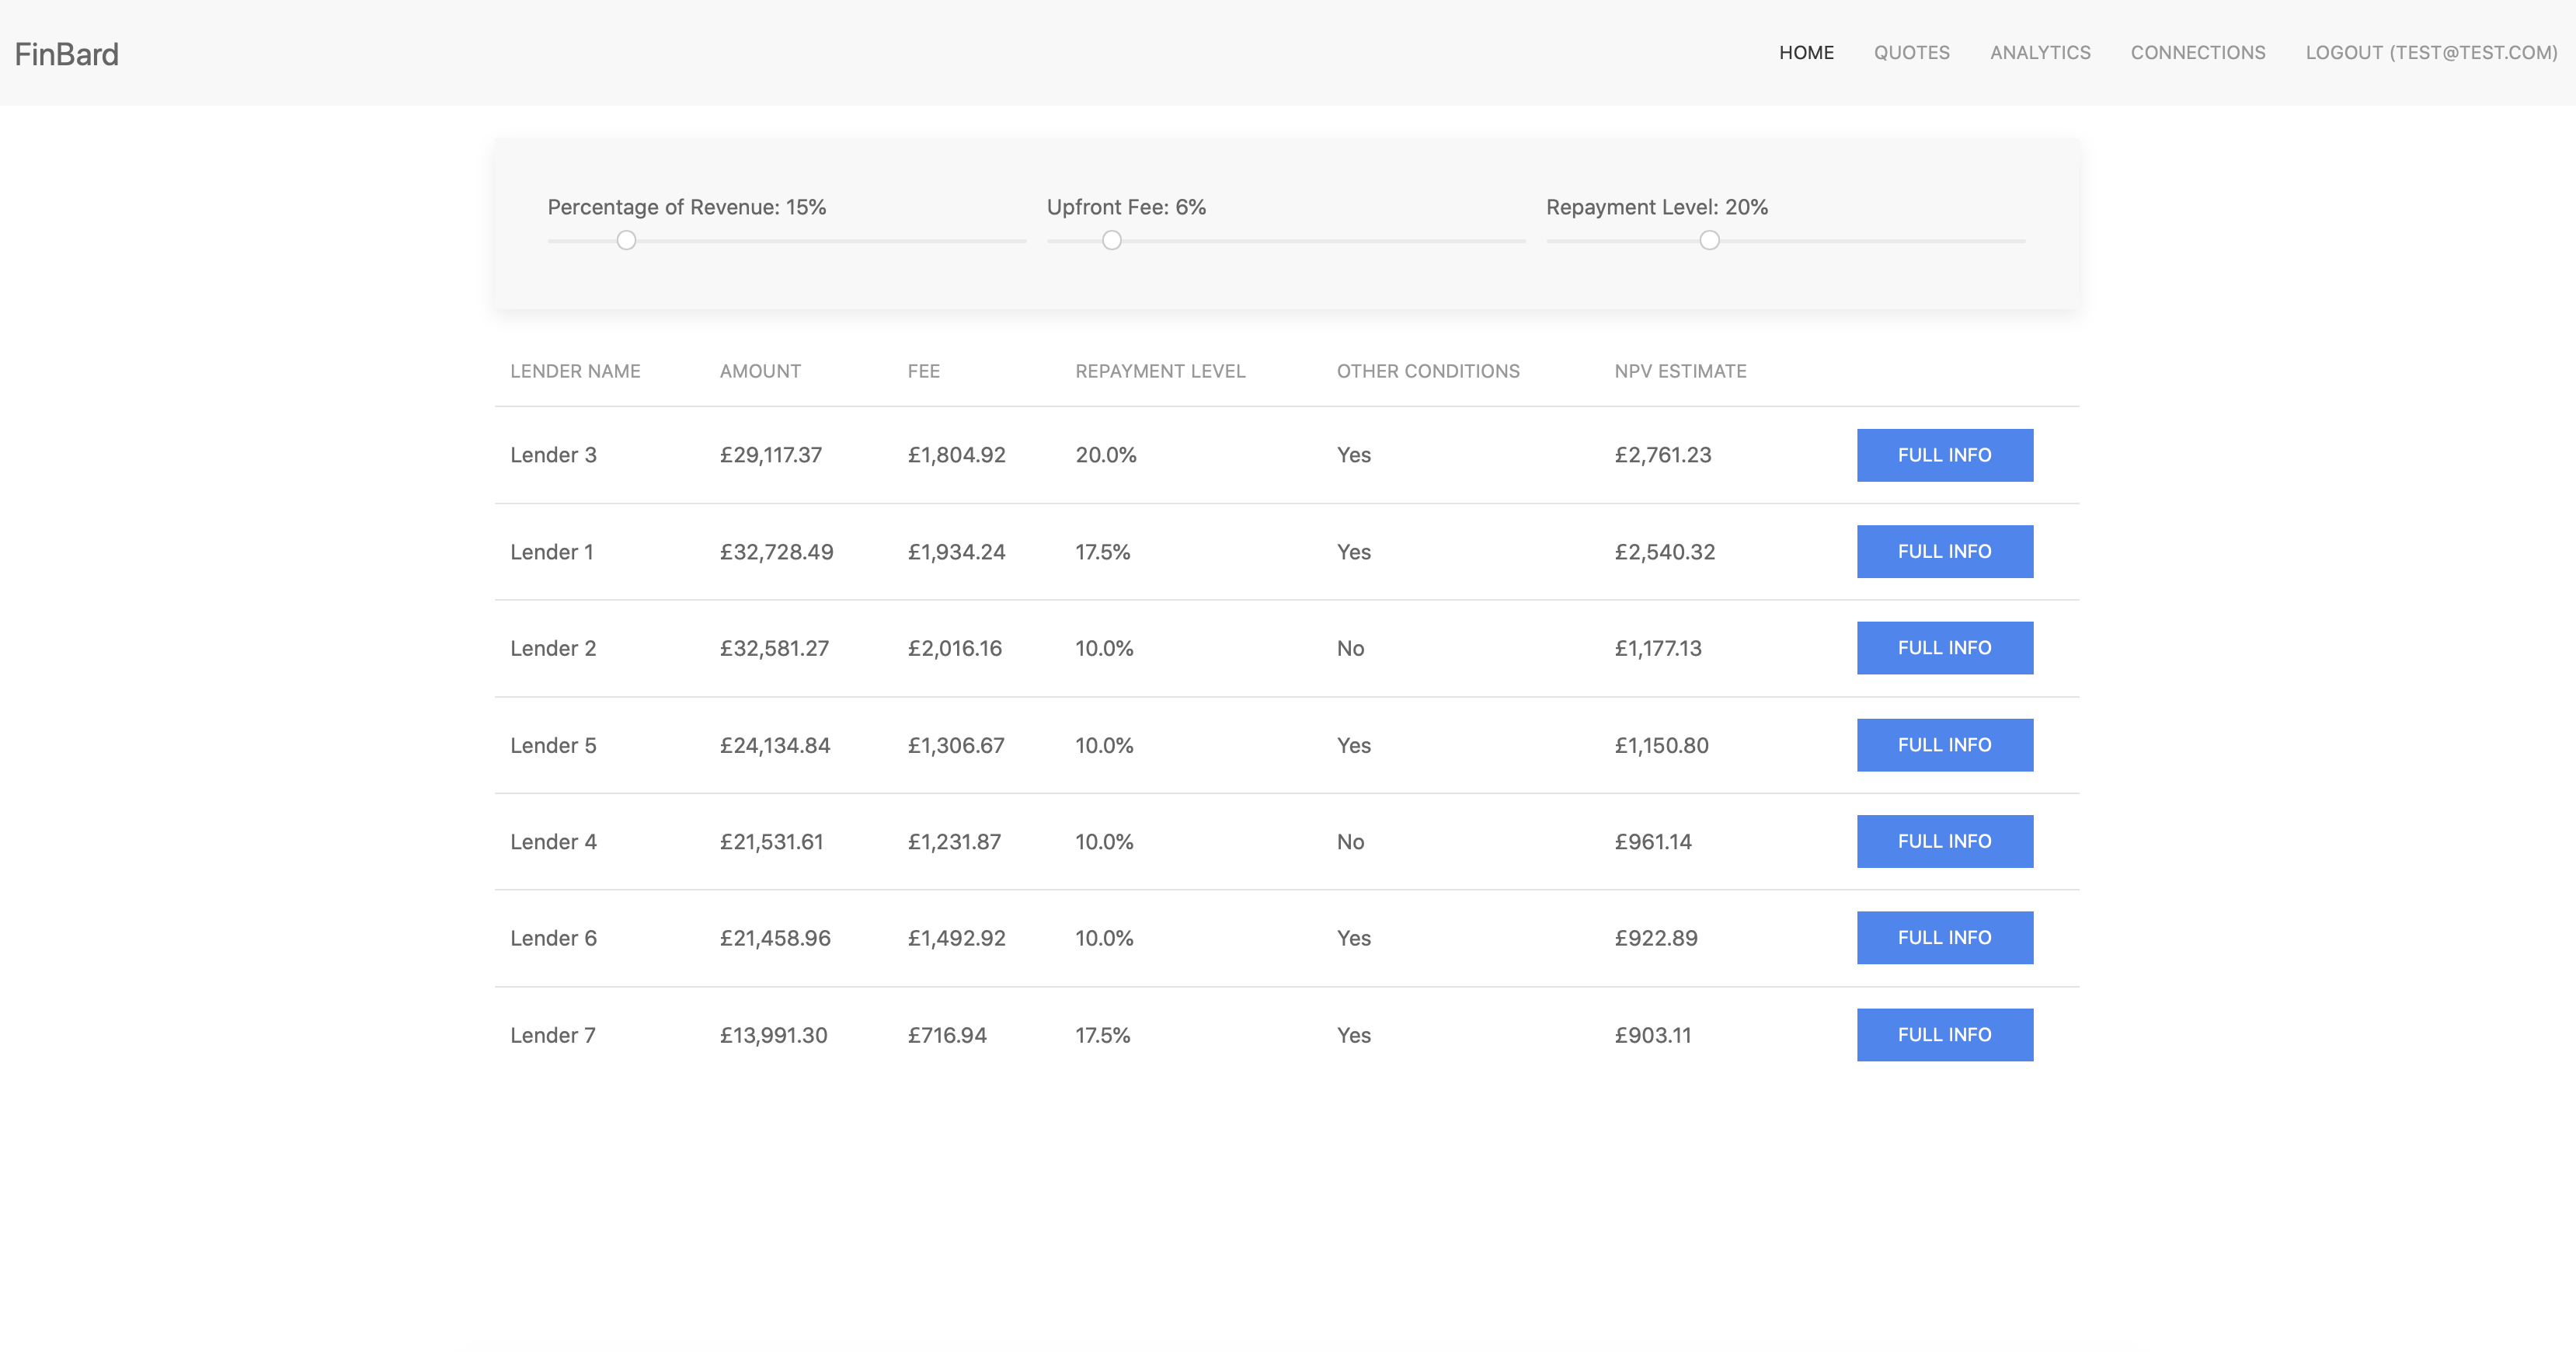 FinBard
HOME QUOTES ANALYTICS CONNECTIONS LOGOUT (TEST@TEST.COM)
Percentage of Revenue: 15% Upfront Fee: 6% Repayment Level: 20%
LENDER NAME AMOUNT FEE REPAYMENT LEVEL OTHER CONDITIONS NPV ESTIMATE
Lender 3 £29,117.37 £1,804.92 20.0% Yes £2,761.23 FULL INFO
Lender 1 £32,728.49 £1,934.24 17.5% Yes £2,540.32 FULL INFO
Lender 2 £32,581.27 £2,016.16 10.0% No £1,177.13 FULL INFO
Lender 5 £24,134.84 £1,306.67 10.0% Yes £1,150.80 FULL INFO
Lender 4 £21,531.61 £1,231.87 10.0% No £961.14 FULL INFO
Lender 6 £21,458.96 £1,492.92 10.0% Yes £922.89 FULL INFO
Lender 7 £13,991.30 £716.94 17.5% Yes £903.11 FULL INFO